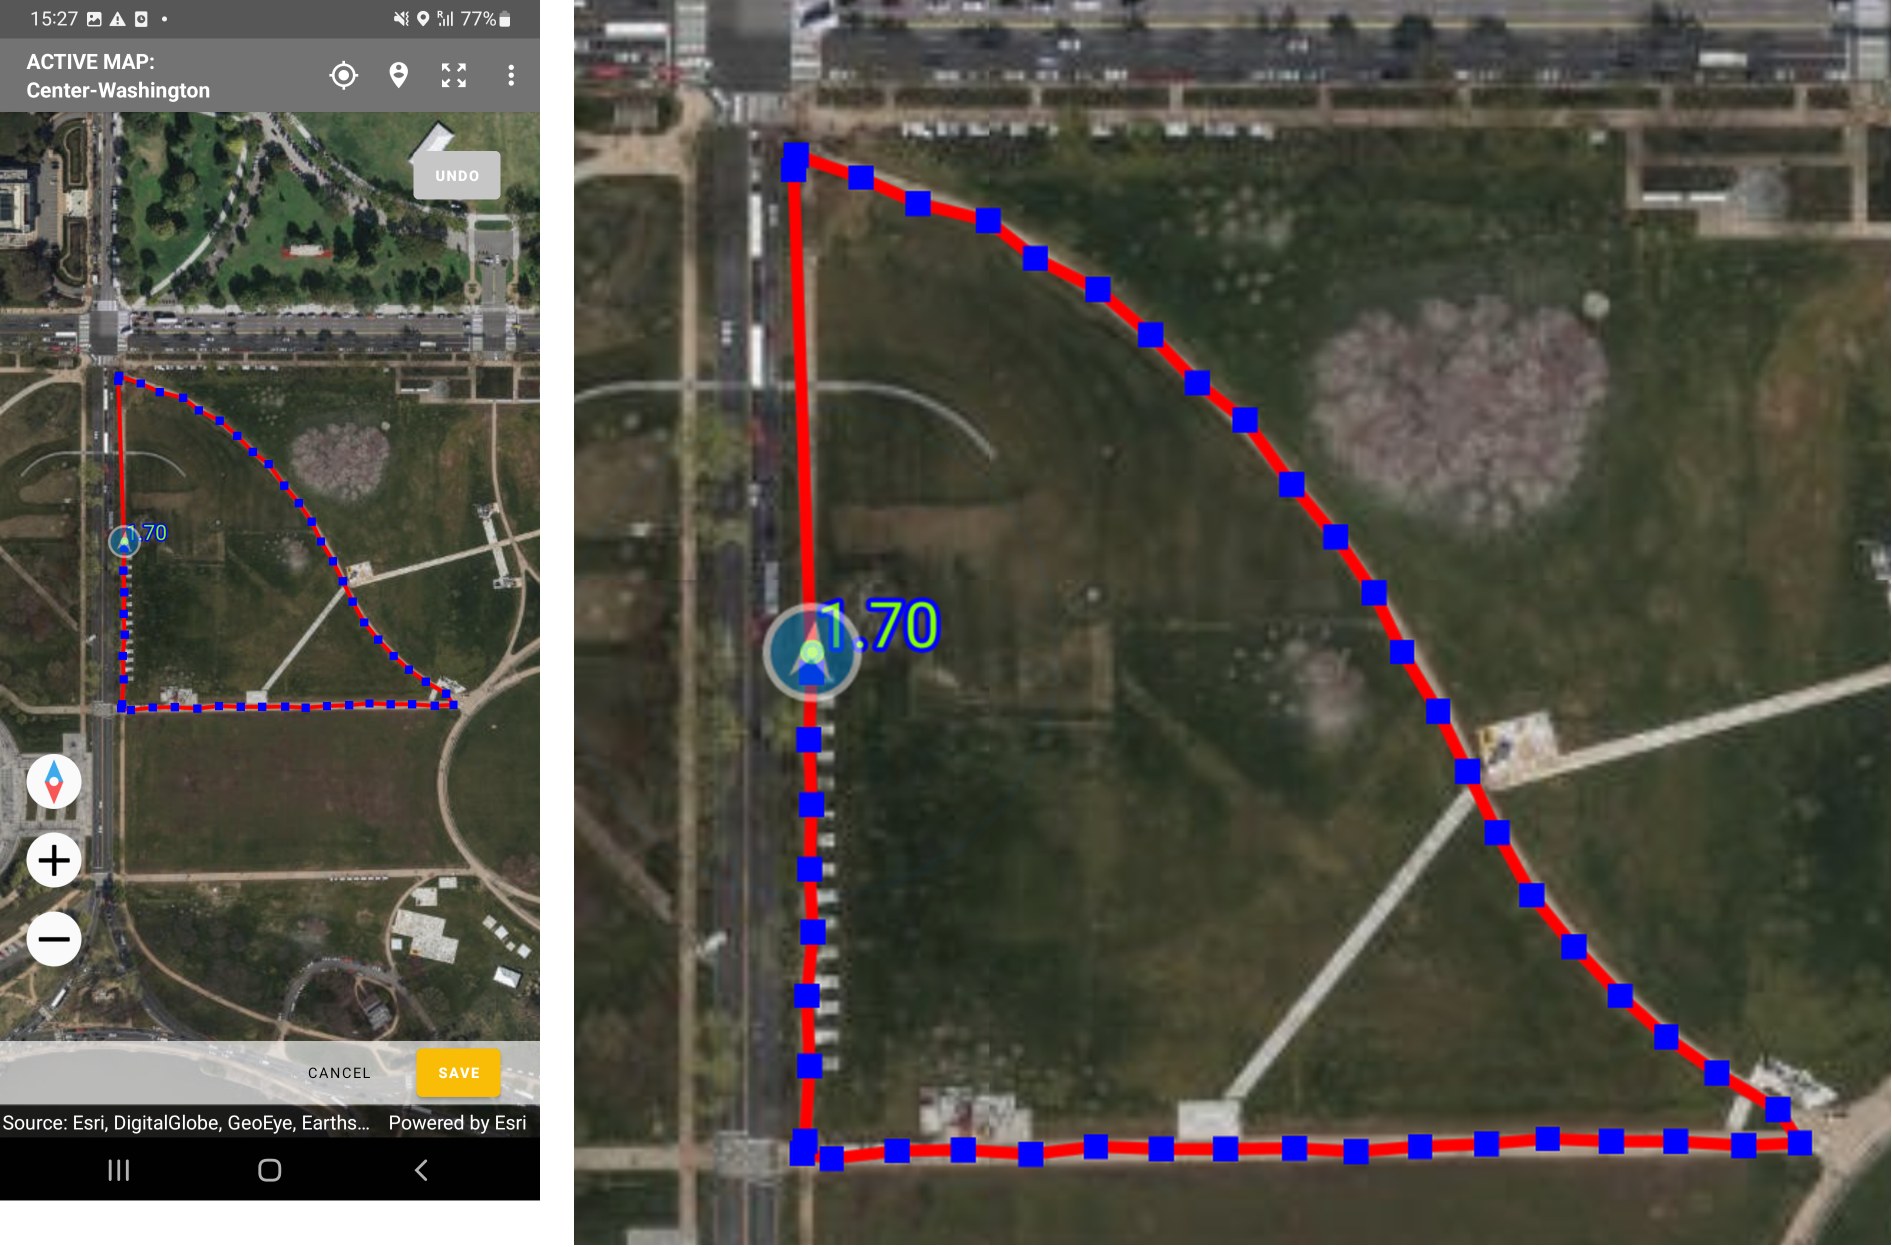 15:27 77%
ACTIVE MAP:
Center-Washington
UNDO
1.70
CANCEL SAVE
Source: Esri, DigitalGlobe, GeoEye, Earths... Powered by Esri
1.70